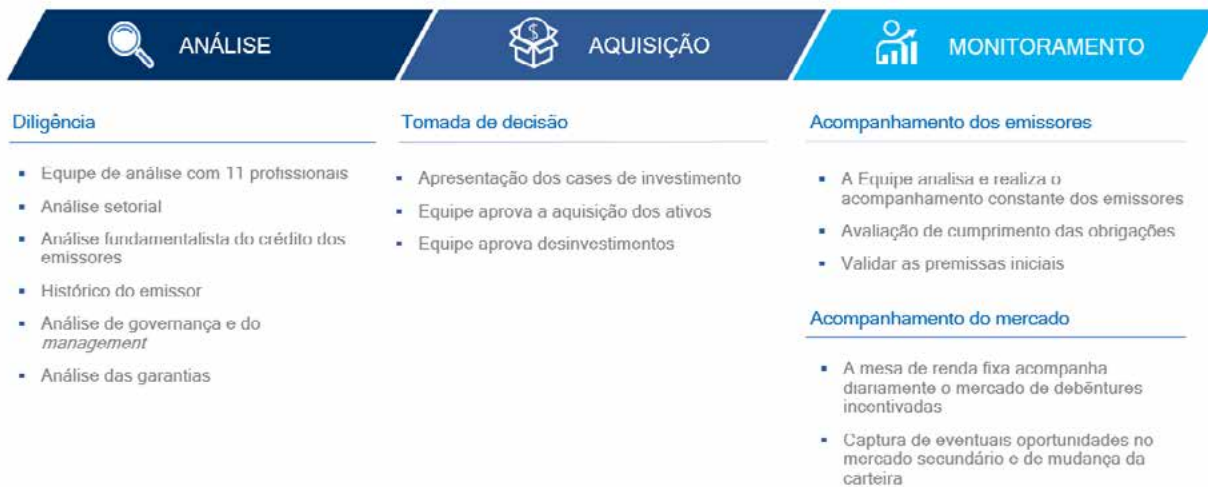 ANÁLISE
AQUISIÇÃO
MONITORAMENTO
Diligência
Equipe de análise com 11 profissionais
Análise setorial
Análise fundamentalista do crédito dos
emissores
Histórico do emissor
Análise de governança e do
management
Análise das garantias
Tomada de decisão
Apresentação dos cases de investimento
Equipe aprova a aquisição dos ativos
Equipe aprova desinvestimentos
Acompanhamento dos emissores
A Equipe analisa e realiza o
acompanhamento constante dos emissores
Avaliação de cumprimento das obrigações
Validar as premissas iniciais
Acompanhamento do mercado
A mesa de renda fixa acompanha
diariamente o mercado de debêntures
incentivadas
Captura de eventuais oportunidades no
mercado secundário e de mudança da
carteira